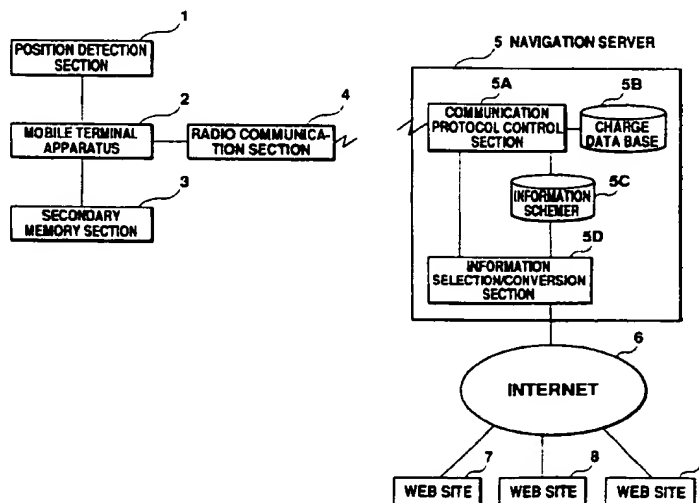 1
POSITION DETECTION
SECTION
2
MOBILE TERMINAL
APPARATUS
4
RADIO COMMUNICA-
TION SECTION
3
SECONDARY
MEMORY SECTION
5 NAVIGATION SERVER
5A
COMMUNICATION
PROTOCOL CONTROL
SECTION
5B
CHARGE
DATA BASE
INFORMATION
SCHEMER
5C
5D
INFORMATION
SELECTION/CONVERSION
SECTION
6
INTERNET
7
WEB SITE
8
WEB SITE
WEB SITE